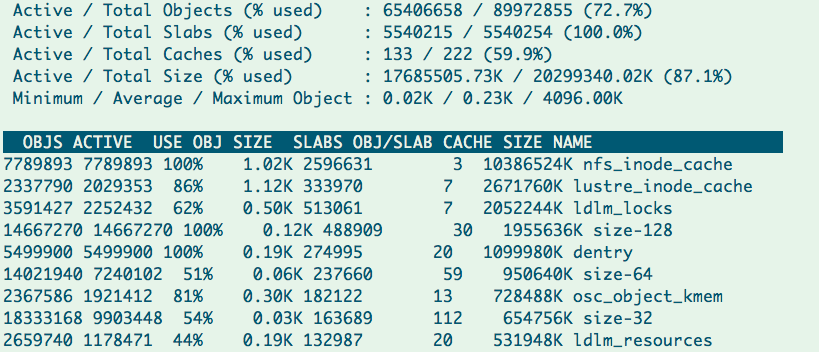 Active / Total Objects (% used)    : 65406658 / 89972855 (72.7%)
Active / Total Slabs (% used)      : 5540215 / 5540254 (100.0%)
Active / Total Caches (% used)     : 133 / 222 (59.9%)
Active / Total Size (% used)       : 17685505.73K / 20299340.02K (87.1%)
Minimum / Average / Maximum Object : 0.02K / 0.23K / 4096.00K
OBJS ACTIVE  USE OBJ SIZE  SLABS OBJ/SLAB CACHE SIZE NAME
7789893 7789893 100%    1.02K 2596631        3  10386524K nfs_inode_cache
2337790 2029353  86%    1.12K 333970        7   2671760K lustre_inode_cache
3591427 2252432  62%    0.50K 513061        7   2052244K ldlm_locks
14667270 14667270 100%    0.12K 488909       30   1955636K size-128
5499900 5499900 100%    0.19K 274995       20   1099980K dentry
14021940 7240102  51%    0.06K 237660       59    950640K size-64
2367586 1921412  81%    0.30K 182122       13    728488K osc_object_kmem
18333168 9903448  54%    0.03K 163689      112    654756K size-32
2659740 1178471  44%    0.19K 132987       20    531948K ldlm_resources